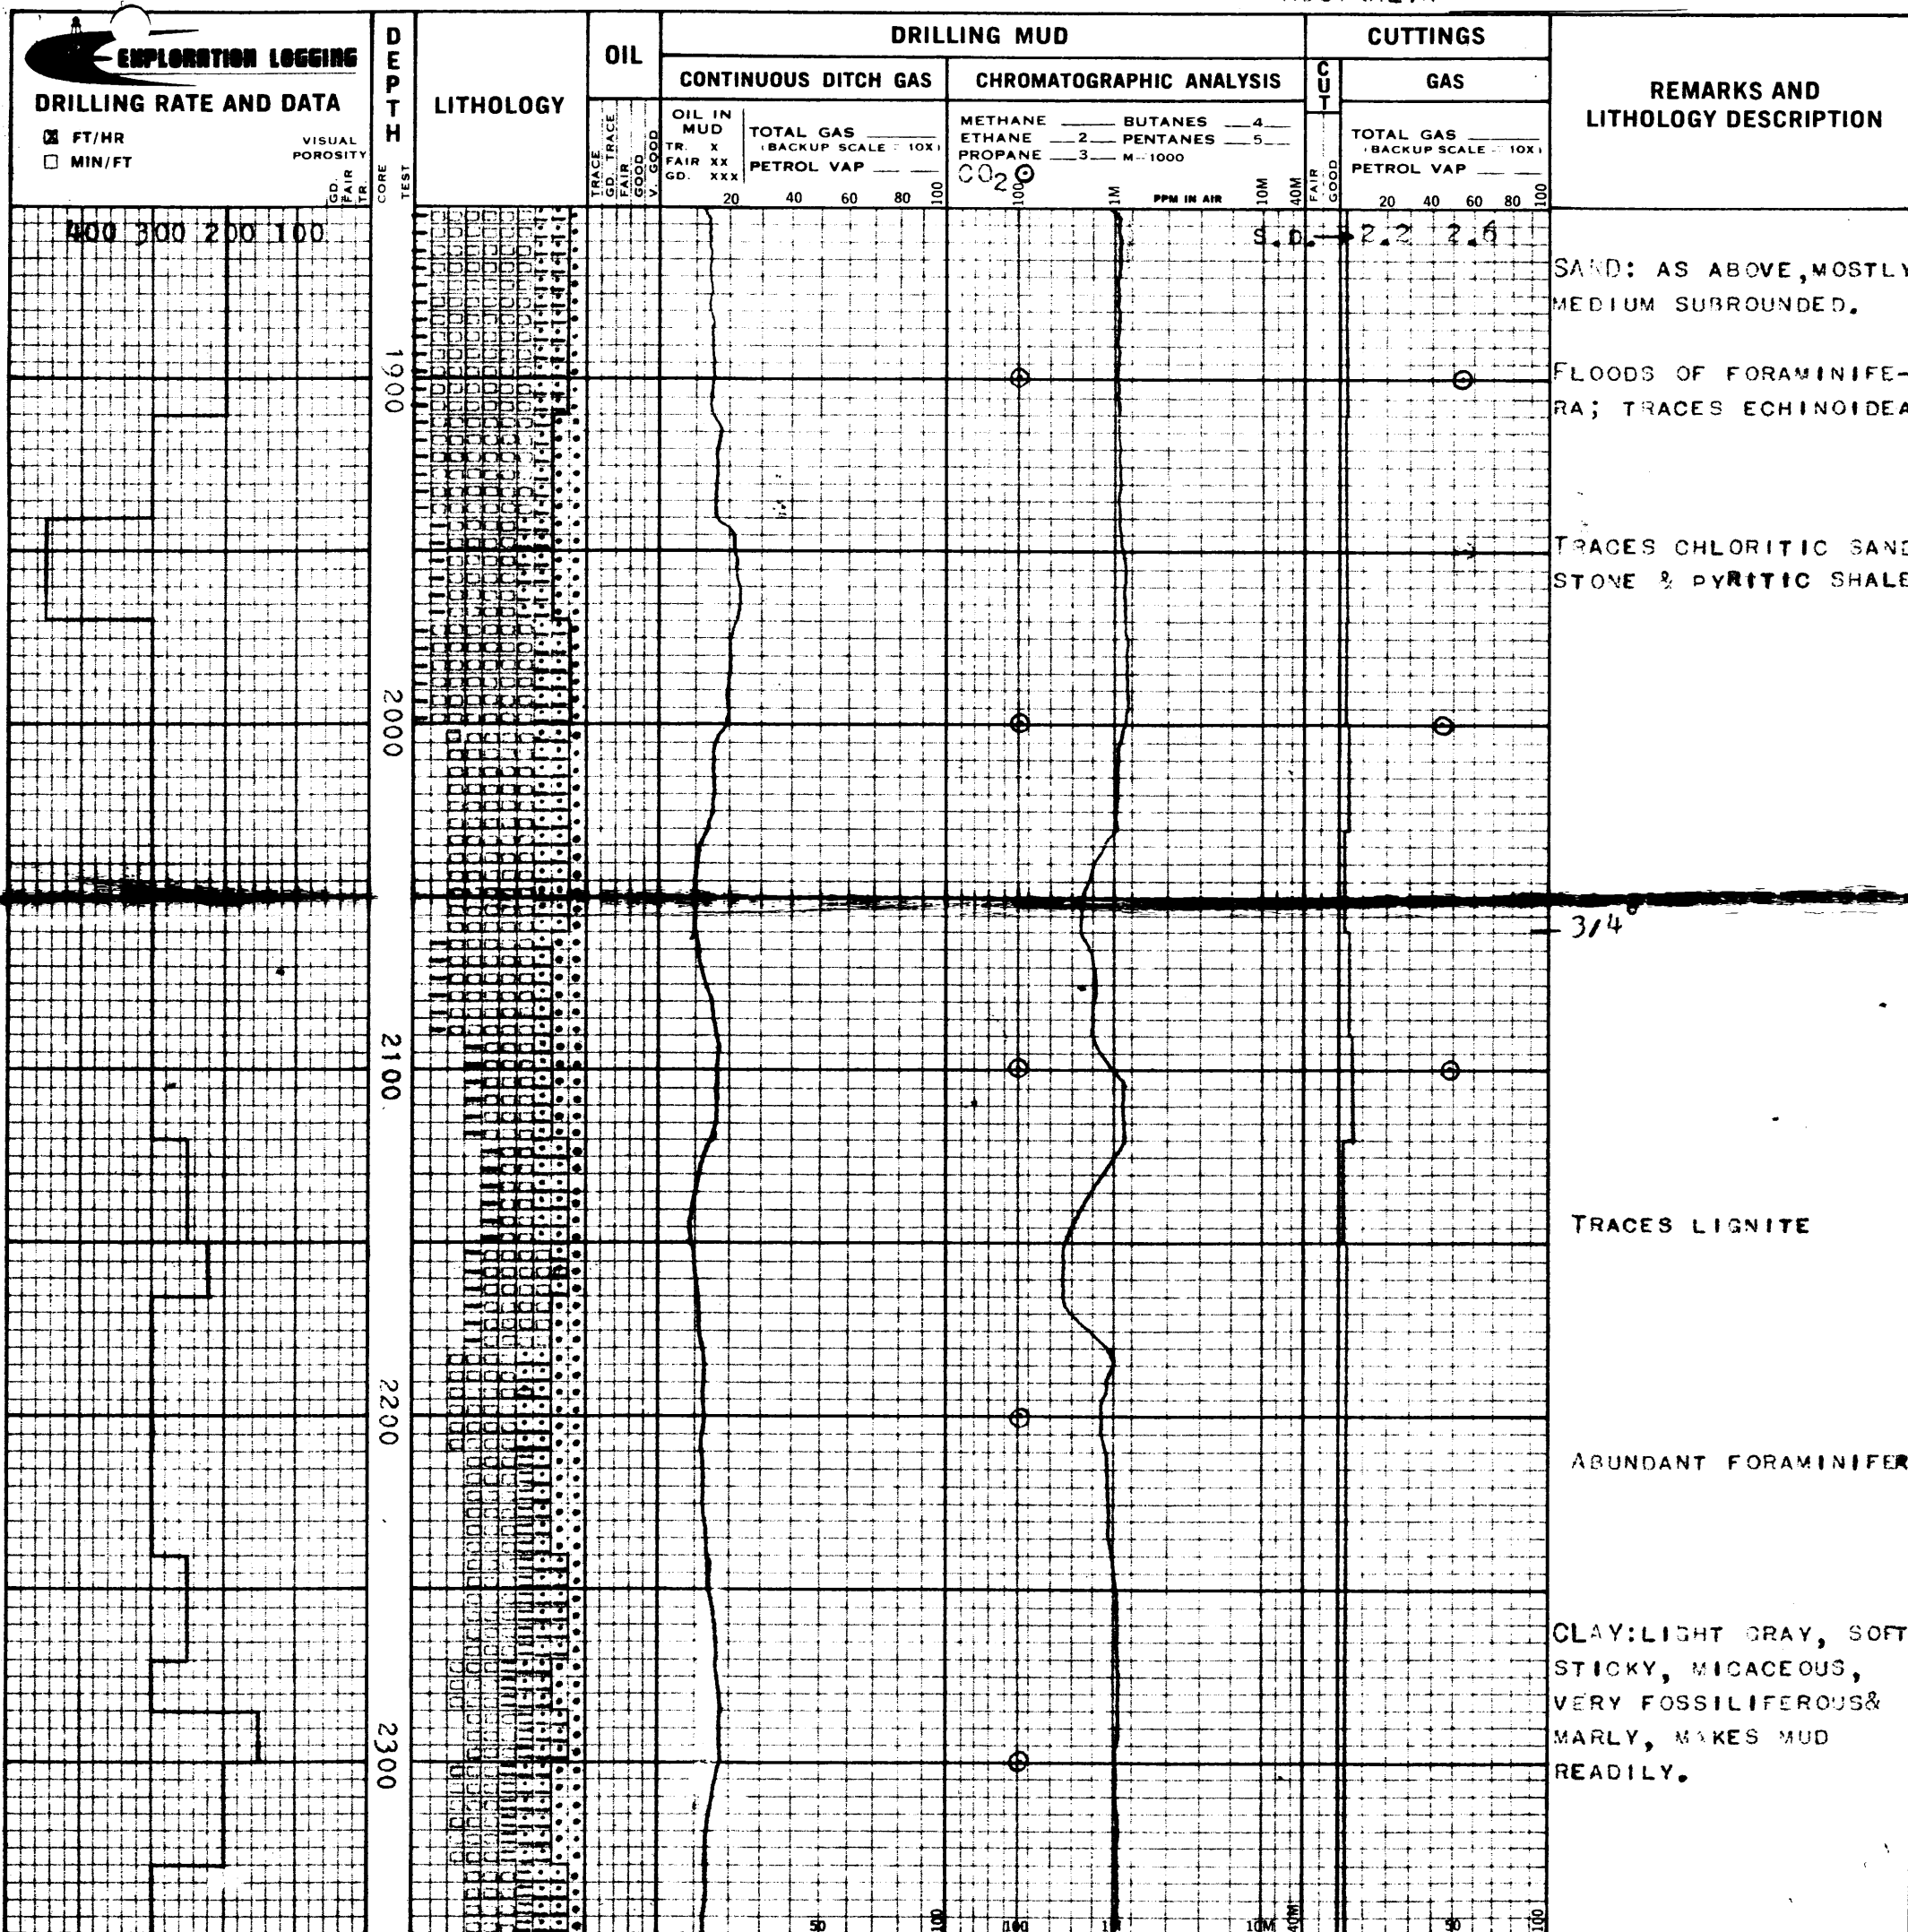 EXPLORATION LOGGING
DRILLING RATE AND DATA
FT/HR
MIN/FT
VISUAL
POROSITY
GD.
FAIR
TR.
DEPTH
CORE
TEST
LITHOLOGY
OIL
TRACE
GD. TRACE
FAIR
GOOD
V. GOOD
DRILLING MUD
CONTINUOUS DITCH GAS
OIL IN
MUD
TR. X
FAIR XX
GD. XXX
TOTAL GAS
(BACKUP SCALE = 10X)
PETROL VAP
20 40 60 80 100
CHROMATOGRAPHIC ANALYSIS
METHANE BUTANES 4
ETHANE 2 PENTANES 5
PROPANE 3 M=1000
CO2
100 1M PPM IN AIR 10M 40M
CUTTINGS
CUT
FAIR
GOOD
GAS
TOTAL GAS
(BACKUP SCALE = 10X)
PETROL VAP
20 40 60 80 100
REMARKS AND
LITHOLOGY DESCRIPTION
400 300 200 100
S.D. 2.2 2.6
SAND: AS ABOVE, MOSTLY
MEDIUM SUBROUNDED.
1900
FLOODS OF FORAMINIFE-
RA; TRACES ECHINOIDEA
TRACES CHLORITIC SAND
STONE & PYRITIC SHALE
2000
3/4
2100
TRACES LIGNITE
2200
ABUNDANT FORAMINIFER
CLAY: LIGHT GRAY, SOFT
STICKY, MICACEOUS,
VERY FOSSILIFEROUS&
MARLY, MAKES MUD
READILY.
2300
50 100 100 1M 10M 40M 50 100